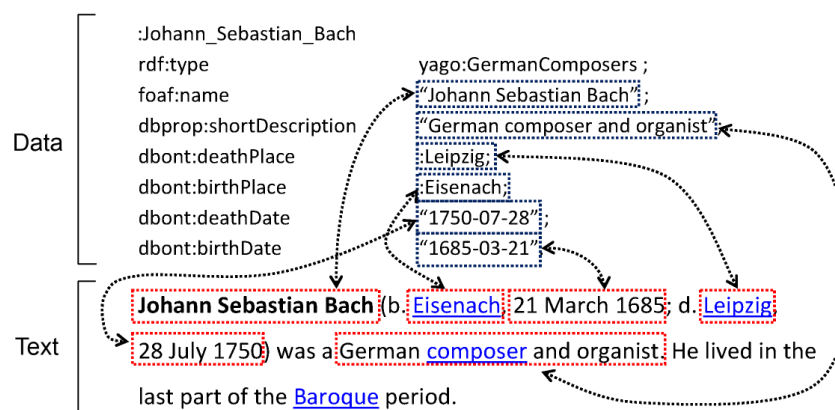 Data
:Johann_Sebastian_Bach
rdf:type yago:GermanComposers ;
foaf:name “Johann Sebastian Bach” ;
dbprop:shortDescription “German composer and organist”
dbont:deathPlace :Leipzig;
dbont:birthPlace :Eisenach;
dbont:deathDate “1750-07-28” ;
dbont:birthDate “1685-03-21”
Text
Johann Sebastian Bach (b. Eisenach, 21 March 1685; d. Leipzig,
28 July 1750) was a German composer and organist. He lived in the
last part of the Baroque period.